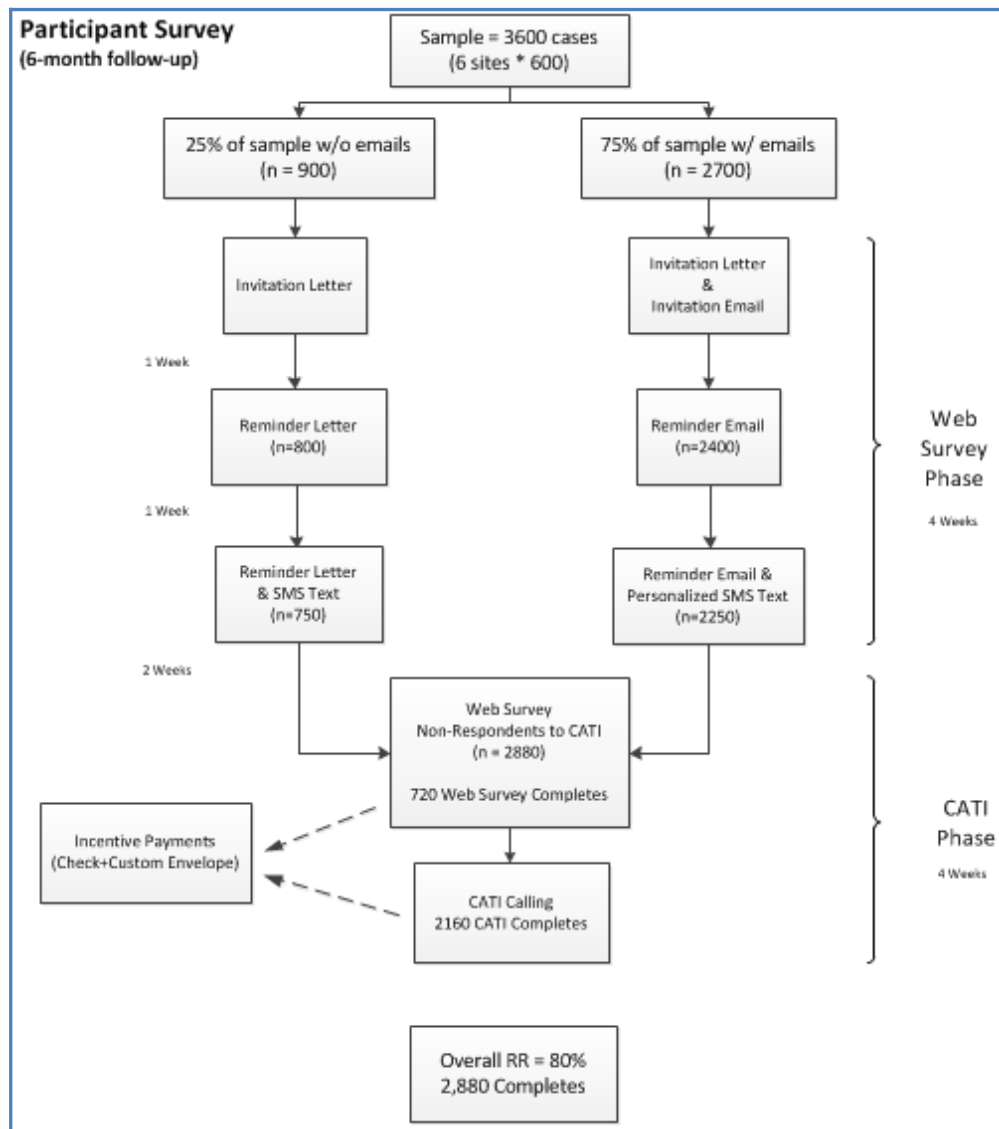 Participant Survey
(6-month follow-up)
Sample = 3600 cases
(6 sites * 600)
25% of sample w/o emails
(n = 900)
75% of sample w/ emails
(n = 2700)
Invitation Letter
Invitation Letter
&
Invitation Email
1 Week
Reminder Letter
(n=800)
Reminder Email
(n=2400)
Web
Survey
Phase
4 Weeks
1 Week
Reminder Letter
& SMS Text
(n=750)
Reminder Email &
Personalized SMS Text
(n=2250)
2 Weeks
Web Survey
Non-Respondents to CATI
(n = 2880)
720 Web Survey Completes
Incentive Payments
(Check+Custom Envelope)
CATI
Phase
4 Weeks
CATI Calling
2160 CATI Completes
Overall RR = 80%
2,880 Completes